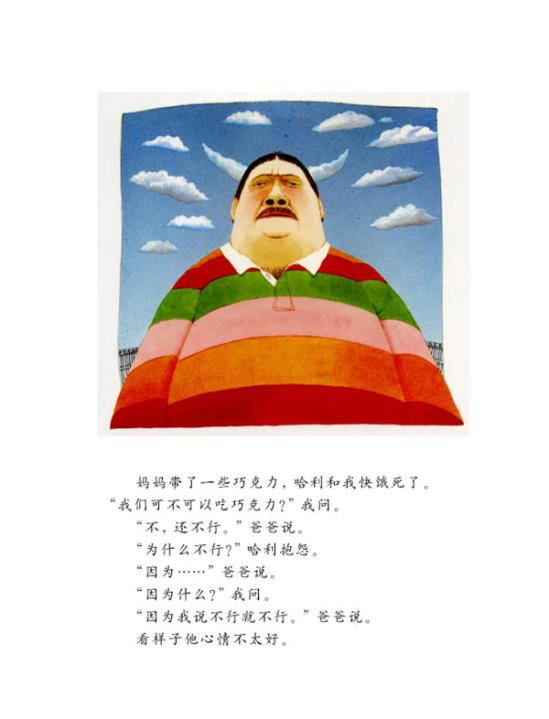 妈妈带了一些巧克力，哈利和我快饿死了。
“我们可不可以吃巧克力？”我问。
“不，还不行。”爸爸说。
“为什么不行？”哈利抱怨。
“因为……”爸爸说。
“因为什么？”我问。
“因为我说不行就不行。”爸爸说。
看样子他心情不太好。